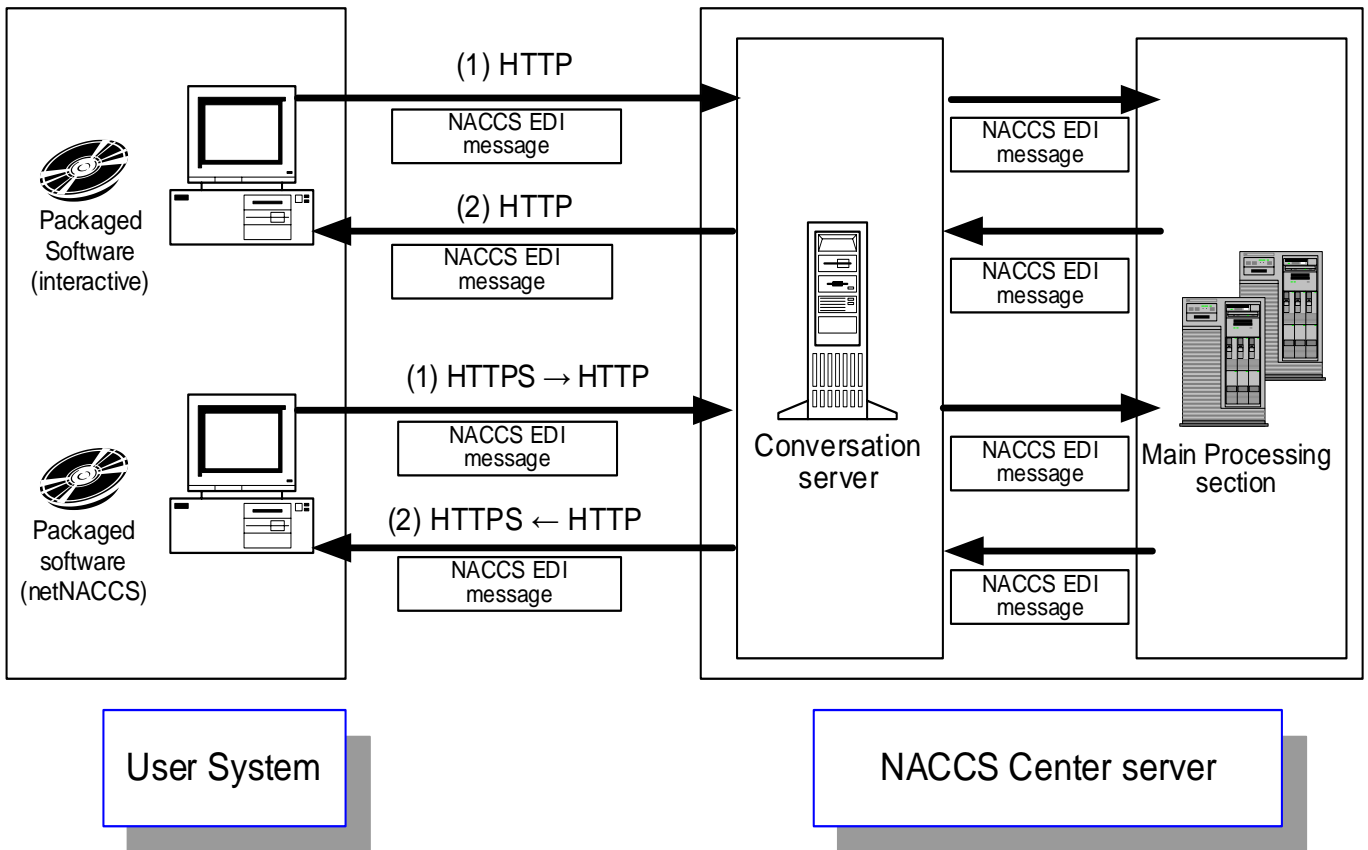 (1) HTTP
NACCS EDI
message
NACCS EDI
message
Packaged
Software
(interactive)
(2) HTTP
NACCS EDI
message
NACCS EDI
message
(1) HTTPS → HTTP
NACCS EDI
message
Conversation
server
NACCS EDI
message
Main Processing
section
Packaged
software
(netNACCS)
(2) HTTPS ← HTTP
NACCS EDI
message
NACCS EDI
message
User System
NACCS Center server